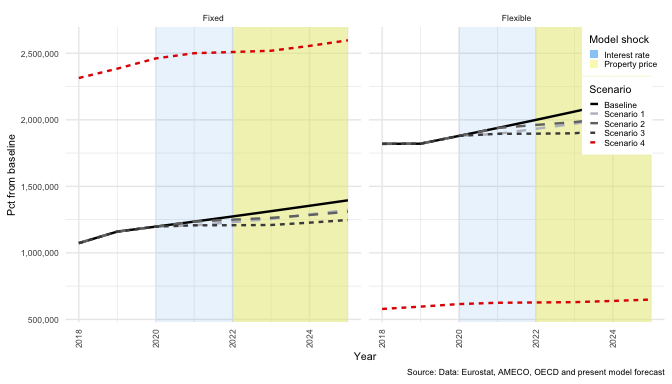 Fixed
Flexible
Model shock
Interest rate
Property price
Scenario
Baseline
Scenario 1
Scenario 2
Scenario 3
Scenario 4
Pct from baseline
2,500,000
2,000,000
1,500,000
1,000,000
500,000
2018
2020
2022
2024
2018
2020
2022
2024
Year
Source: Data: Eurostat, AMECO, OECD and present model forecast